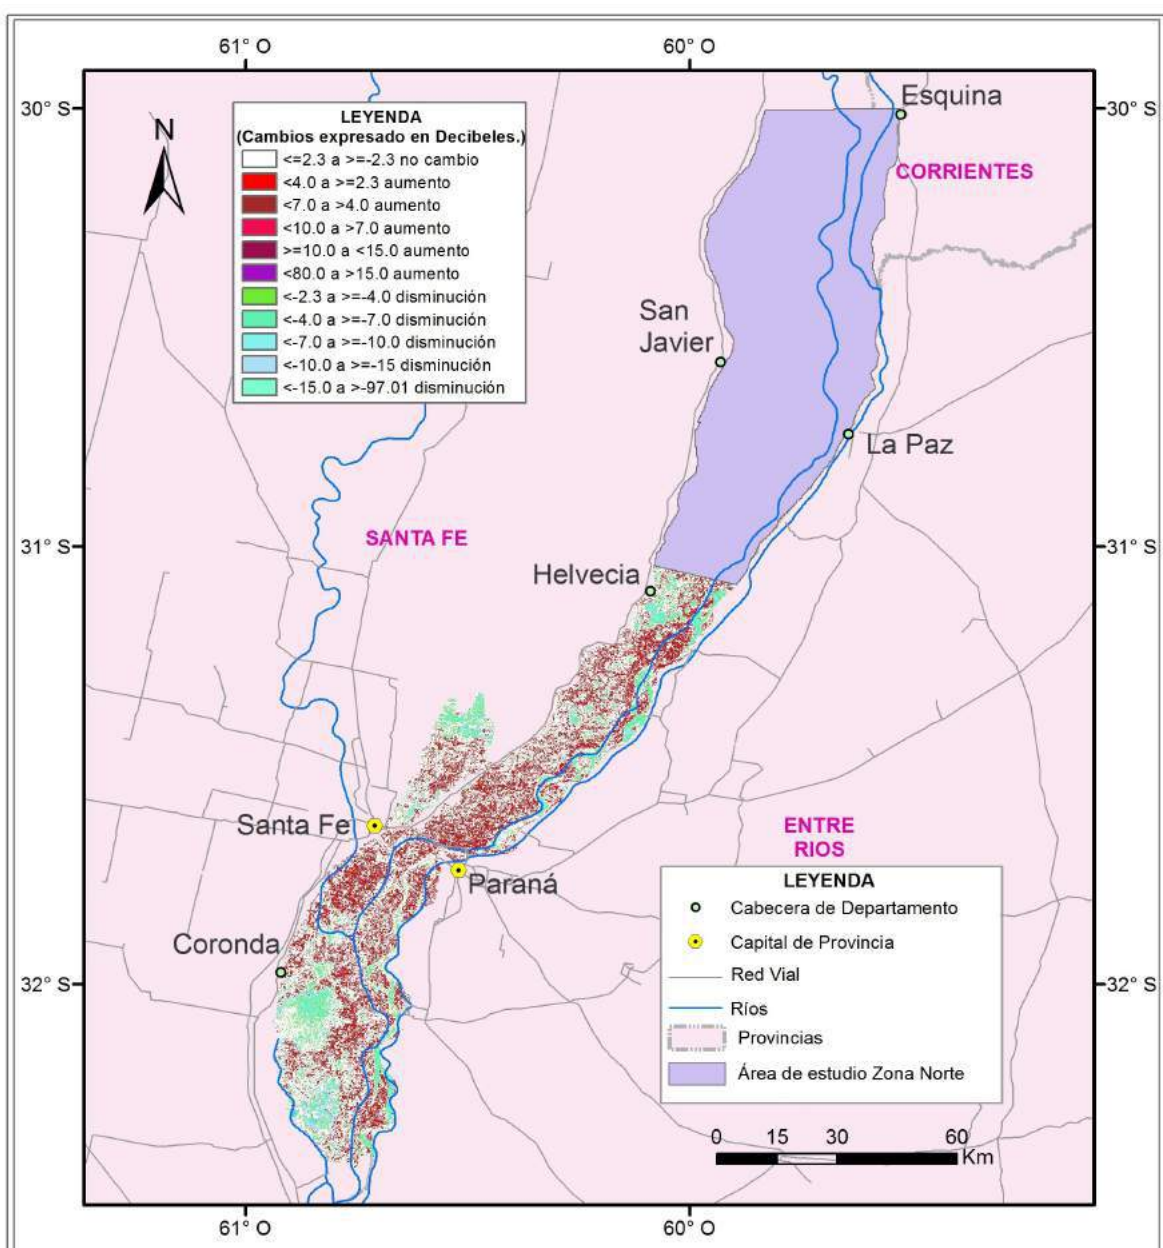 61° O
60° O
30° S
30° S
Esquina
LEYENDA
(Cambios expresado en Decibeles.)
<=2.3 a >=-2.3 no cambio
<4.0 a >=2.3 aumento
<7.0 a >4.0 aumento
<10.0 a >7.0 aumento
>=10.0 a <15.0 aumento
<80.0 a >15.0 aumento
<-2.3 a >=-4.0 disminución
<-4.0 a >=-7.0 disminución
<-7.0 a >=-10.0 disminución
<-10.0 a >=-15 disminución
<-15.0 a >-97.01 disminución
N
CORRIENTES
San
Javier
La Paz
SANTA FE
31° S
31° S
Helvecia
Santa Fe
Paraná
ENTRE
RIOS
Coronda
32° S
32° S
LEYENDA
Cabecera de Departamento
Capital de Provincia
Red Vial
Ríos
Provincias
Área de estudio Zona Norte
0 15 30 60
Km
61° O
60° O